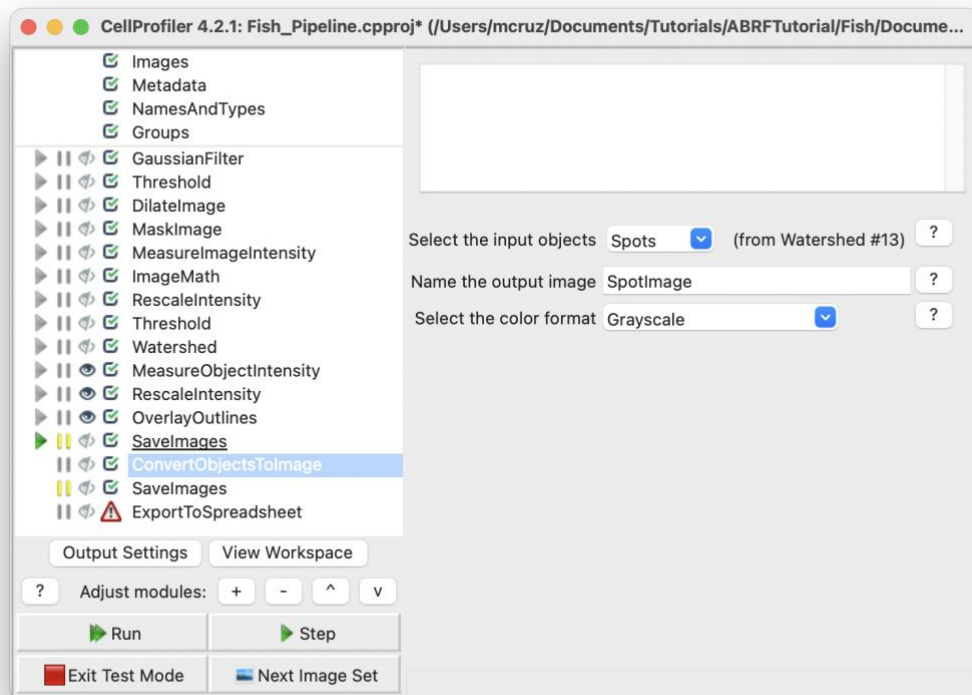 CellProfiler 4.2.1: Fish_Pipeline.cpproj* (/Users/mcruz/Documents/Tutorials/ABRFTutorial/Fish/Docume...
Images
Metadata
NamesAndTypes
Groups
GaussianFilter
Threshold
DilateImage
MaskImage
MeasureImageIntensity
ImageMath
RescaleIntensity
Threshold
Watershed
MeasureObjectIntensity
RescaleIntensity
OverlayOutlines
SaveImages
ConvertObjectsToImage
SaveImages
ExportToSpreadsheet
Output Settings View Workspace
? Adjust modules: + - ^ v
Run Step
Exit Test Mode Next Image Set
Select the input objects Spots (from Watershed #13) ?
Name the output image SpotImage ?
Select the color format Grayscale ?